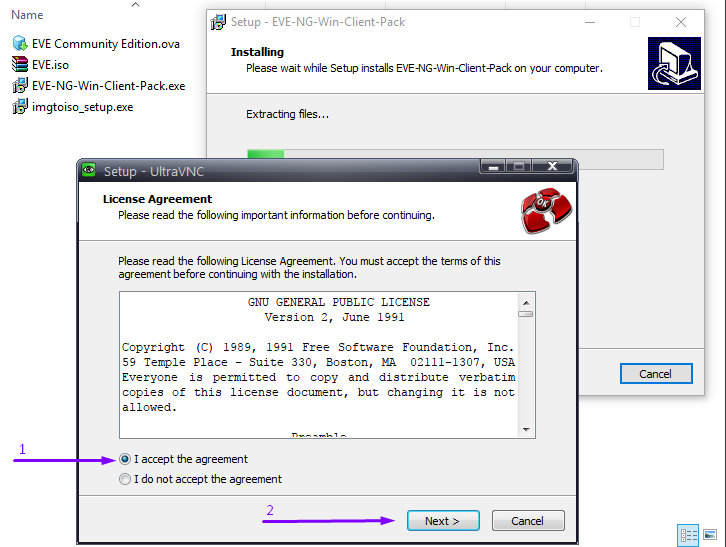 Name
EVE Community Edition.ova
EVE.iso
EVE-NG-Win-Client-Pack.exe
imgtoiso_setup.exe
Setup - EVE-NG-Win-Client-Pack
Installing
Please wait while Setup installs EVE-NG-Win-Client-Pack on your computer.
Extracting files...
Cancel
Setup - UltraVNC
License Agreement
Please read the following important information before continuing.
OK
Please read the following License Agreement. You must accept the terms of this
agreement before continuing with the installation.
GNU GENERAL PUBLIC LICENSE
Version 2, June 1991
Copyright (C) 1989, 1991 Free Software Foundation, Inc.
59 Temple Place - Suite 330, Boston, MA  02111-1307, USA
Everyone is permitted to copy and distribute verbatim
copies of this license document, but changing it is not
allowed.
Preamble
1
I accept the agreement
I do not accept the agreement
2
Next >
Cancel